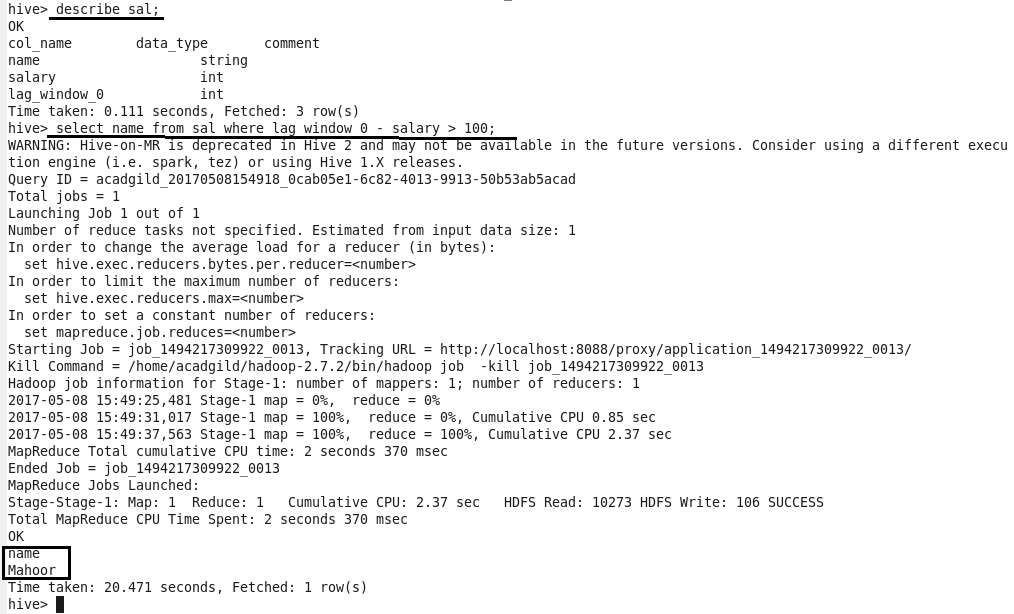 hive> describe sal;
OK
col_name        data_type       comment
name                    string
salary                  int
lag_window_0            int
Time taken: 0.111 seconds, Fetched: 3 row(s)
hive> select name from sal where lag_window_0 - salary > 100;
WARNING: Hive-on-MR is deprecated in Hive 2 and may not be available in the future versions. Consider using a different execu
tion engine (i.e. spark, tez) or using Hive 1.X releases.
Query ID = acadgild_20170508154918_0cab05e1-6c82-4013-9913-50b53ab5acad
Total jobs = 1
Launching Job 1 out of 1
Number of reduce tasks not specified. Estimated from input data size: 1
In order to change the average load for a reducer (in bytes):
  set hive.exec.reducers.bytes.per.reducer=<number>
In order to limit the maximum number of reducers:
  set hive.exec.reducers.max=<number>
In order to set a constant number of reducers:
  set mapreduce.job.reduces=<number>
Starting Job = job_1494217309922_0013, Tracking URL = http://localhost:8088/proxy/application_1494217309922_0013/
Kill Command = /home/acadgild/hadoop-2.7.2/bin/hadoop job  -kill job_1494217309922_0013
Hadoop job information for Stage-1: number of mappers: 1; number of reducers: 1
2017-05-08 15:49:25,481 Stage-1 map = 0%,  reduce = 0%
2017-05-08 15:49:31,017 Stage-1 map = 100%,  reduce = 0%, Cumulative CPU 0.85 sec
2017-05-08 15:49:37,563 Stage-1 map = 100%,  reduce = 100%, Cumulative CPU 2.37 sec
MapReduce Total cumulative CPU time: 2 seconds 370 msec
Ended Job = job_1494217309922_0013
MapReduce Jobs Launched:
Stage-Stage-1: Map: 1  Reduce: 1   Cumulative CPU: 2.37 sec   HDFS Read: 10273 HDFS Write: 106 SUCCESS
Total MapReduce CPU Time Spent: 2 seconds 370 msec
OK
name
Mahoor
Time taken: 20.471 seconds, Fetched: 1 row(s)
hive>